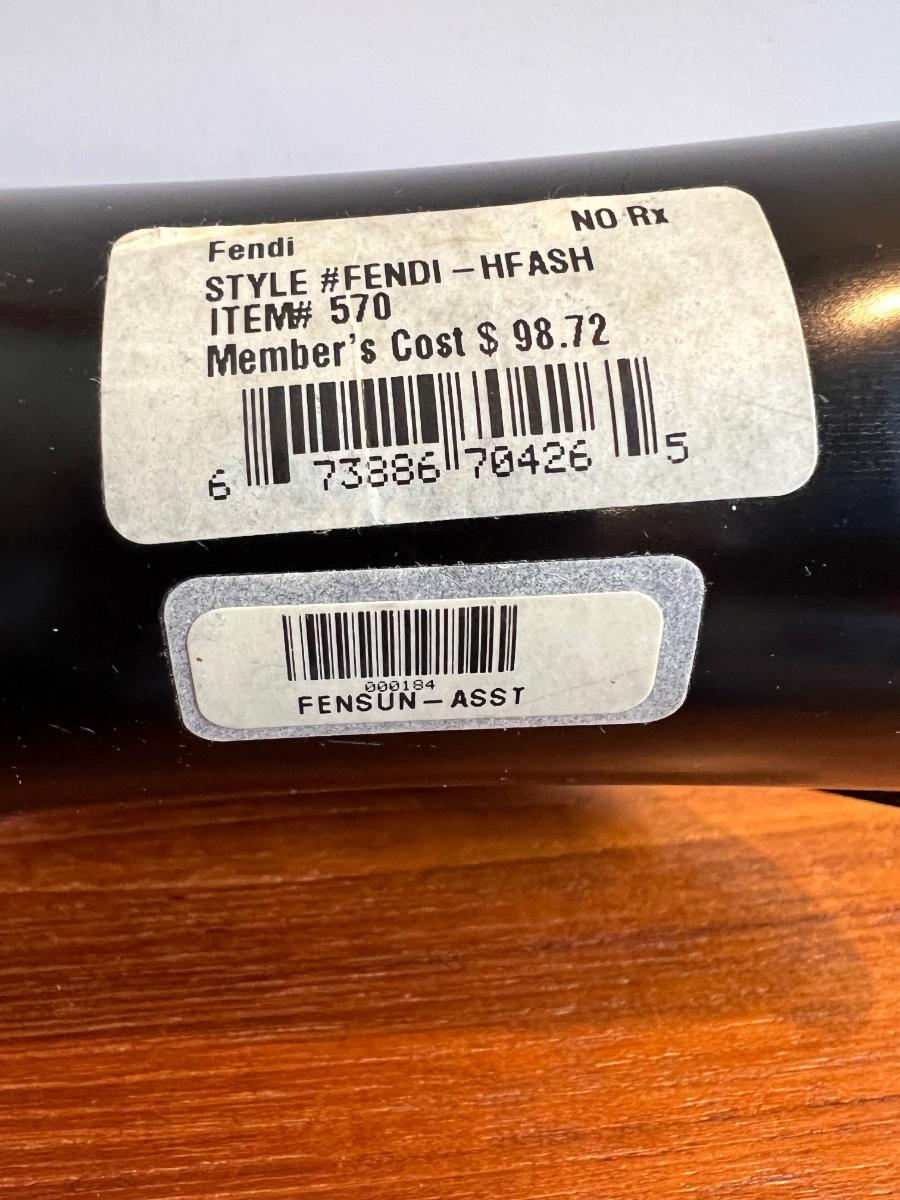 NO Rx
Fendi
STYLE #FENDI-HFASH
ITEM# 570
Member's Cost $ 98.72
6 73886 70426 5
000184
FENSUN-ASST